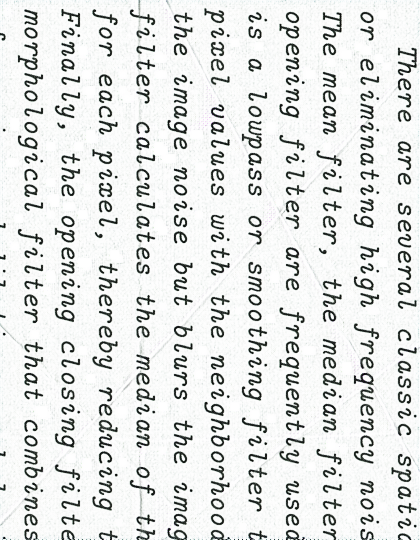 There are several spati
or eliminating high frequency nois
The mean filter, the median filter
opening filter are frequently used
is a lowpass or smoothing filter t
pixel values with the neighborhood
the image noise but blurs the imag
filter calculates the median of th
for each pixel, thereby reducing t
Finally, the opening closing filte
morphological filter that combines